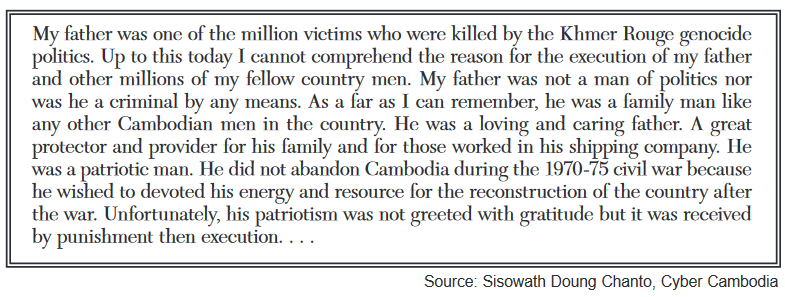 My father was one of the million victims who were killed by the Khmer Rouge genocide
politics. Up to this today I cannot comprehend the reason for the execution of my father
and other millions of my fellow country men. My father was not a man of politics nor
was he a criminal by any means. As a far as I can remember, he was a family man like
any other Cambodian men in the country. He was a loving and caring father. A great
protector and provider for his family and for those worked in his shipping company. He
was a patriotic man. He did not abandon Cambodia during the 1970-75 civil war because
he wished to devoted his energy and resource for the reconstruction of the country after
the war. Unfortunately, his patriotism was not greeted with gratitude but it was received
by punishment then execution. . . .
Source: Sisowath Doung Chanto, Cyber Cambodia